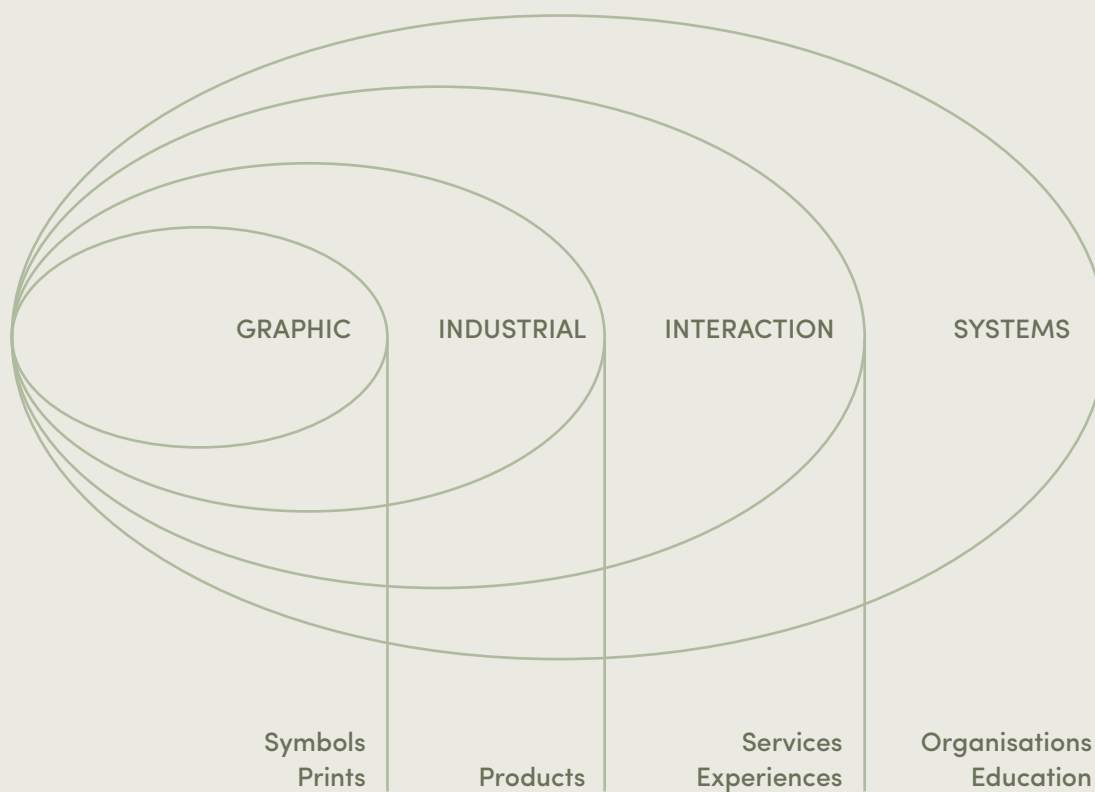 GRAPHIC INDUSTRIAL INTERACTION SYSTEMS
Symbols Services Organisations
Prints Products Experiences Education